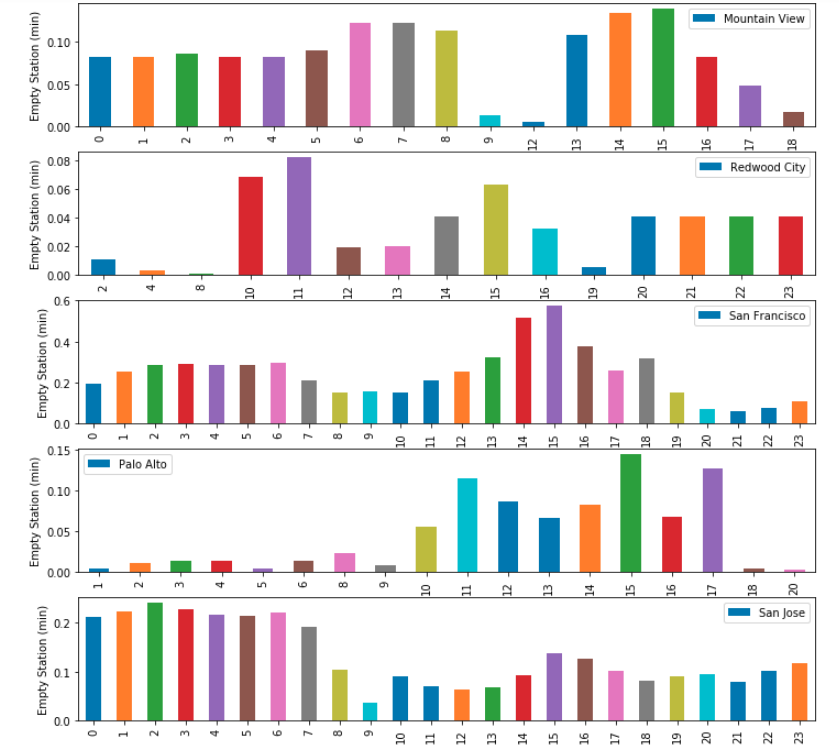 Empty Station (min)
0.10
0.05
0.00
Mountain View
0 1 2 3 4 5 6 7 8 9 12 13 14 15 16 17 18
Empty Station (min)
0.08
0.06
0.04
0.02
0.00
Redwood City
2 4 8 10 11 12 13 14 15 16 19 20 21 22 23
Empty Station (min)
0.6
0.4
0.2
0.0
San Francisco
0 1 2 3 4 5 6 7 8 9 10 11 12 13 14 15 16 17 18 19 20 21 22 23
Empty Station (min)
0.15
0.10
0.05
0.00
Palo Alto
1 2 3 4 5 6 8 9 10 11 12 13 14 15 16 17 18 20
Empty Station (min)
0.2
0.1
0.0
San Jose
0 1 2 3 4 5 6 7 8 9 10 11 12 13 14 15 16 17 18 19 20 21 22 23